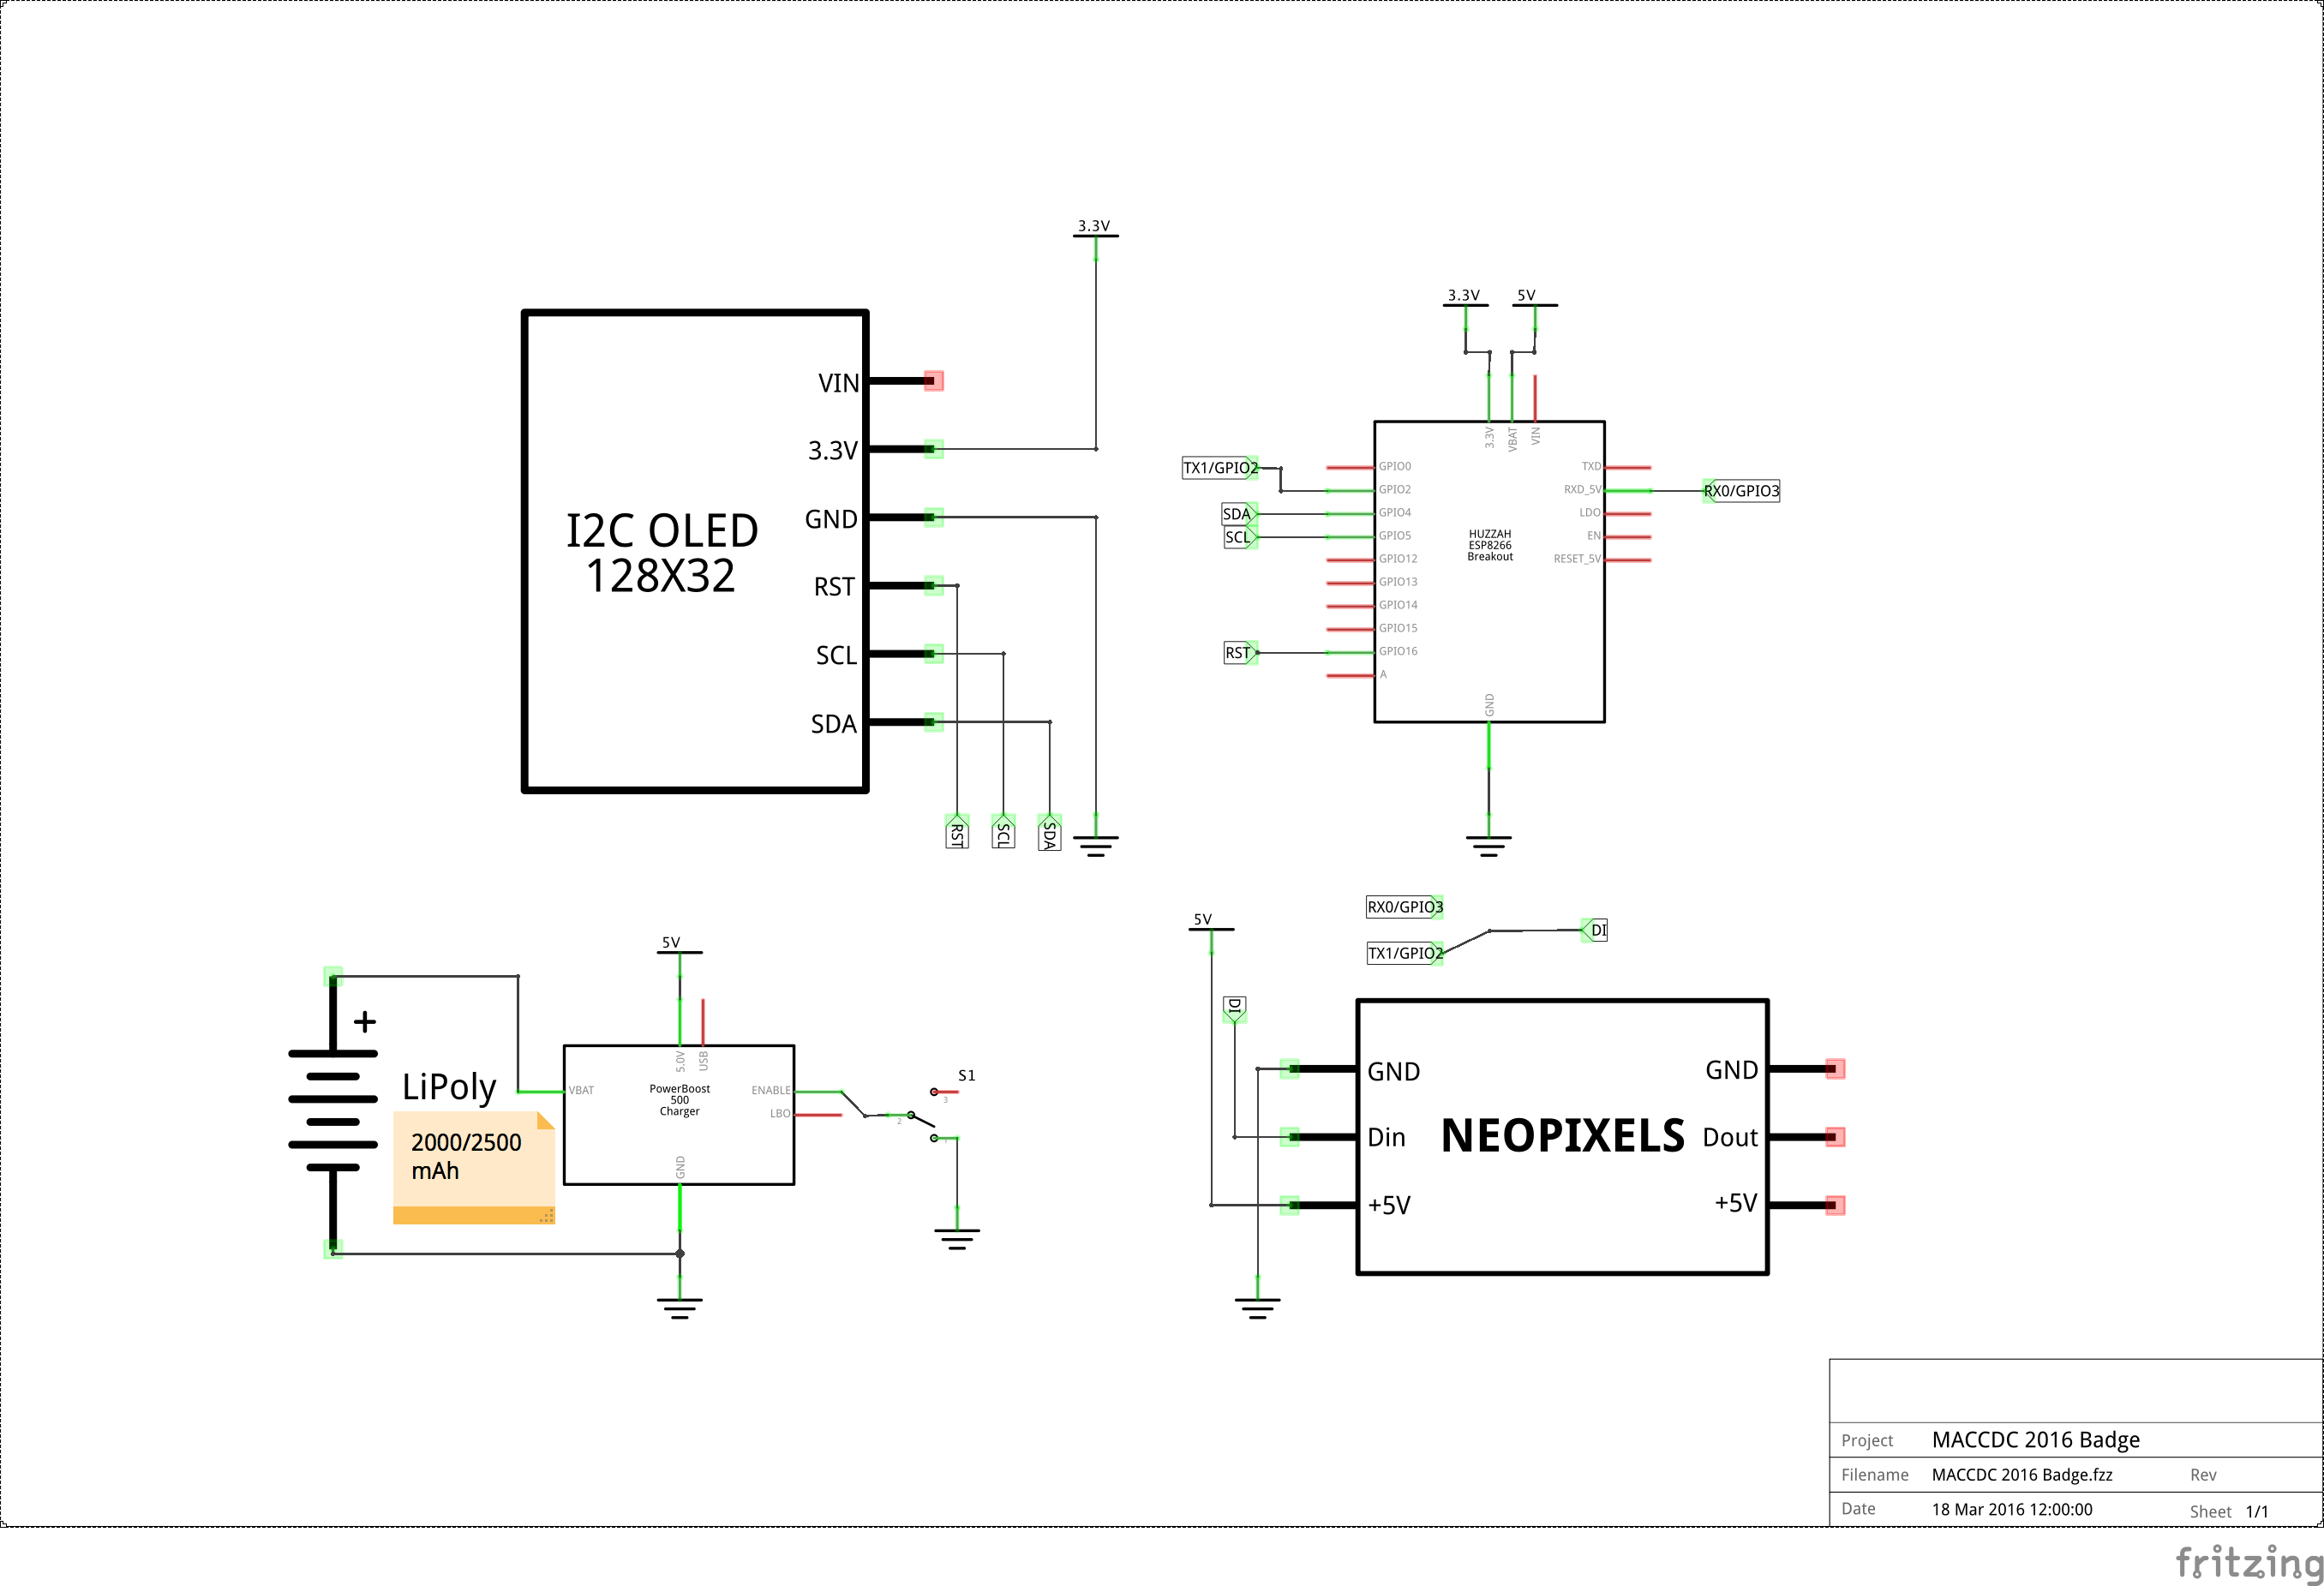 3.3V
VIN
3.3V
GND
RST
SCL
SDA
I2C OLED
128X32
RST
SCL
SDA
3.3V
5V
3.3V
VBAT
VIN
TX1/GPIO2
SDA
SCL
RST
GPIO0
GPIO2
GPIO4
GPIO5
GPIO12
GPIO13
GPIO14
GPIO15
GPIO16
A
HUZZAH
ESP8266
Breakout
TXD
RXD_5V
LDO
EN
RESET_5V
RX0/GPIO3
GND
5V
+
LiPoly
2000/2500
mAh
5.0V
USB
VBAT
PowerBoost
500
Charger
ENABLE
LBO
GND
S1
3
2
1
5V
RX0/GPIO3
TX1/GPIO2
DI
DI
GND
Din
+5V
NEOPIXELS
GND
Dout
+5V
Project MACCDC 2016 Badge
Filename MACCDC 2016 Badge.fzz Rev
Date 18 Mar 2016 12:00:00 Sheet 1/1
fritzing